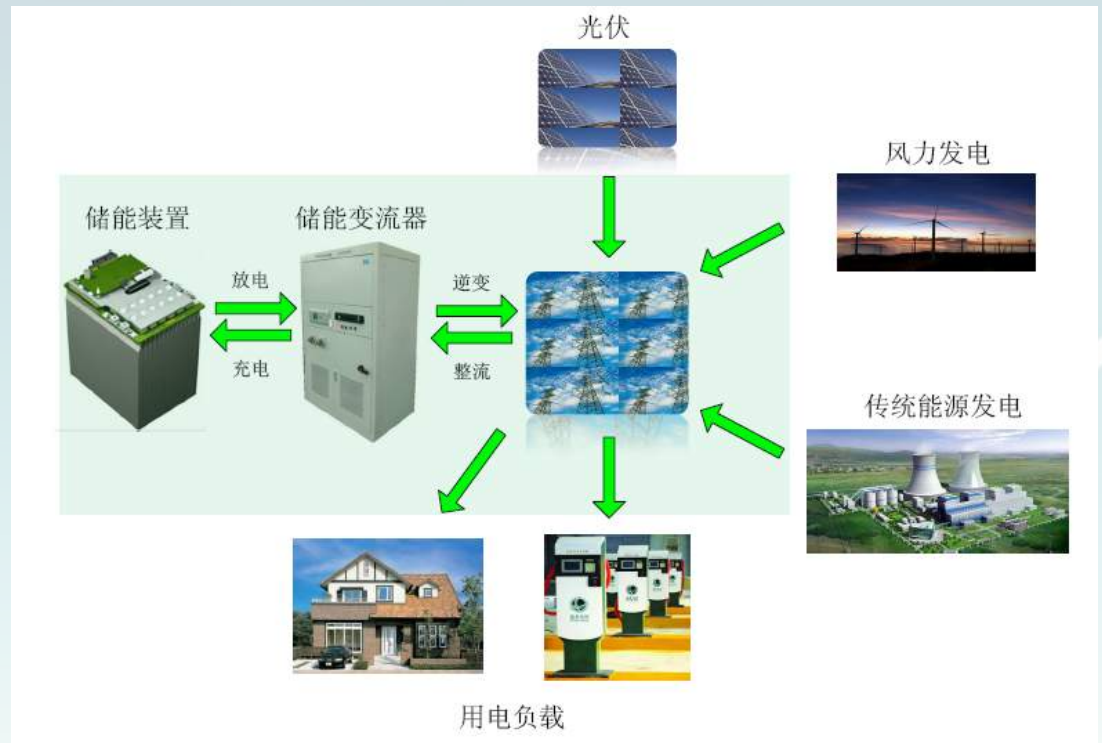 光伏
风力发电
储能装置
储能变流器
放电
逆变
充电
整流
传统能源发电
用电负载